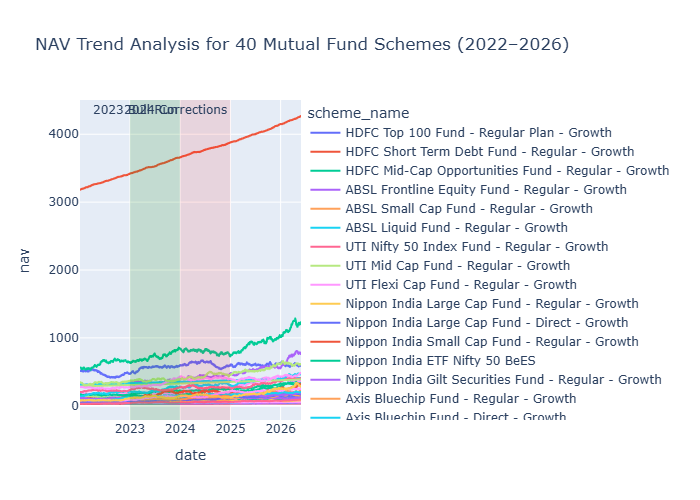 NAV Trend Analysis for 40 Mutual Fund Schemes (2022–2026)
2023 Bull Run
2024 Corrections
scheme_name
HDFC Top 100 Fund - Regular Plan - Growth
HDFC Short Term Debt Fund - Regular - Growth
HDFC Mid-Cap Opportunities Fund - Regular - Growth
ABSL Frontline Equity Fund - Regular - Growth
ABSL Small Cap Fund - Regular - Growth
ABSL Liquid Fund - Regular - Growth
UTI Nifty 50 Index Fund - Regular - Growth
UTI Mid Cap Fund - Regular - Growth
UTI Flexi Cap Fund - Regular - Growth
Nippon India Large Cap Fund - Regular - Growth
Nippon India Large Cap Fund - Direct - Growth
Nippon India Small Cap Fund - Regular - Growth
Nippon India ETF Nifty 50 BeES
Nippon India Gilt Securities Fund - Regular - Growth
Axis Bluechip Fund - Regular - Growth
Axis Bluechip Fund - Direct - Growth
4000
3000
2000
1000
0
nav
2023
2024
2025
2026
date